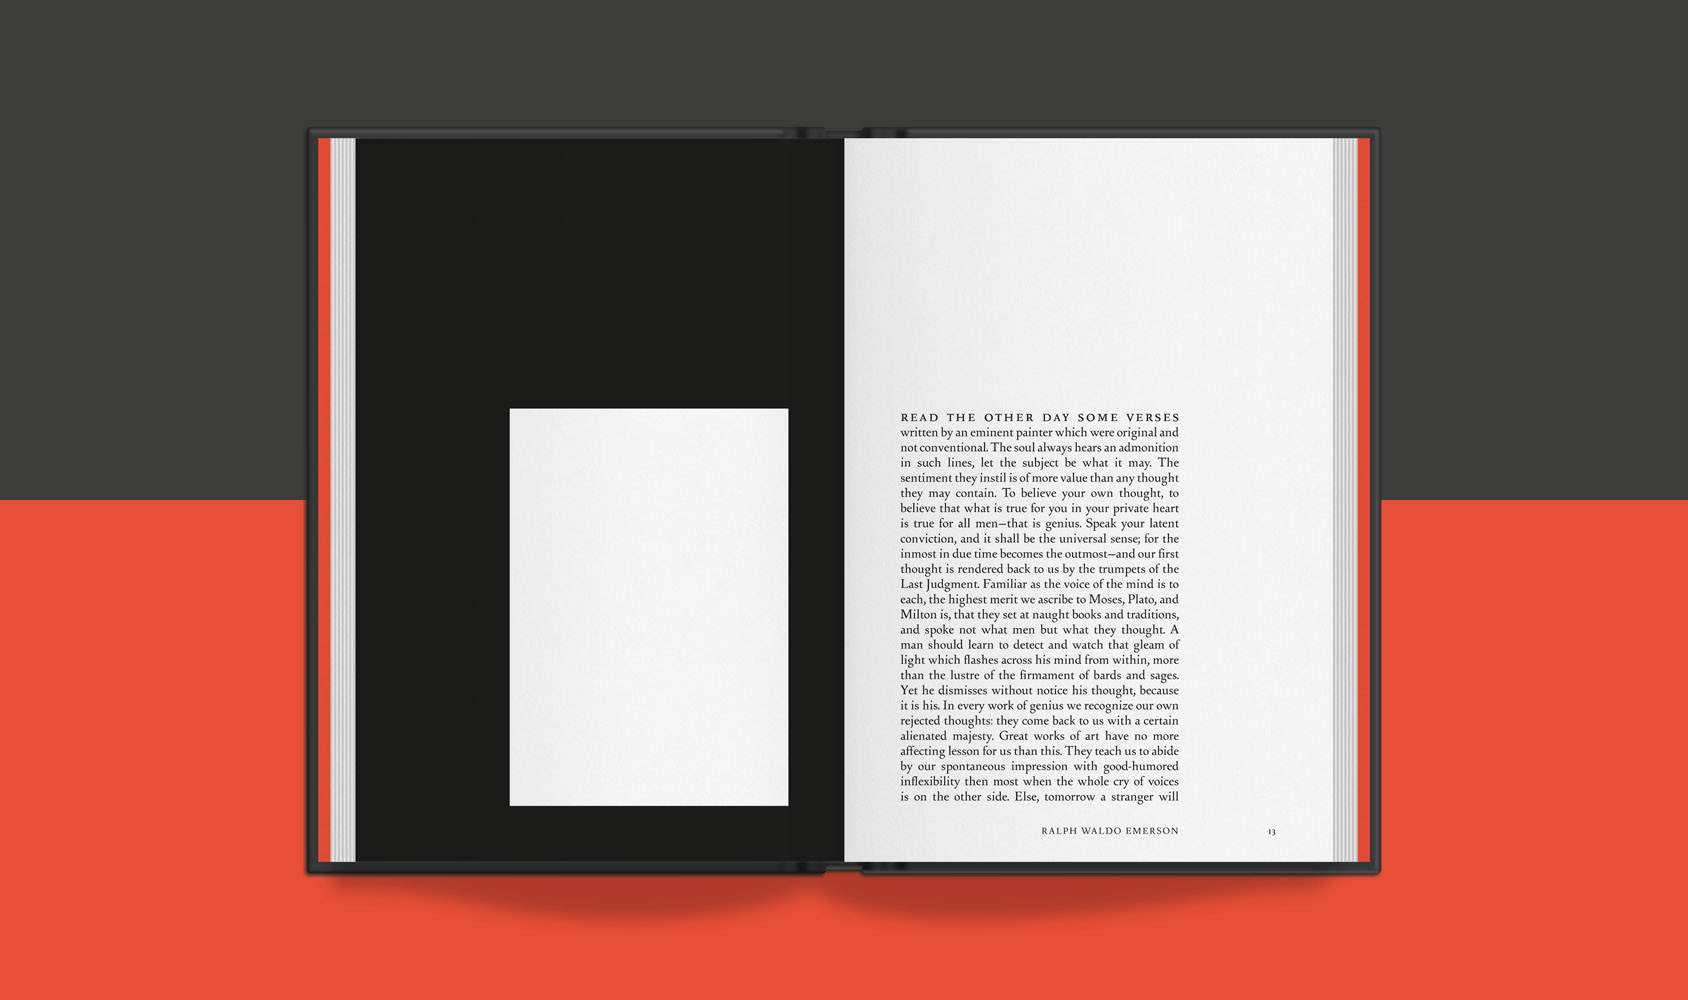 READ THE OTHER DAY SOME VERSES
written by an eminent painter which were original and
not conventional. The soul always hears an admonition
in such lines, let the subject be what it may. The
sentiment they instil is of more value than any thought
they may contain. To believe your own thought, to
believe that what is true for you in your private heart
is true for all men—that is genius. Speak your latent
conviction, and it shall be the universal sense; for the
inmost in due time becomes the outmost—and our first
thought is rendered back to us by the trumpets of the
Last Judgment. Familiar as the voice of the mind is to
each, the highest merit we ascribe to Moses, Plato, and
Milton is, that they set at naught books and traditions,
and spoke not what men but what they thought. A
man should learn to detect and watch that gleam of
light which flashes across his mind from within, more
than the lustre of the firmament of bards and sages.
Yet he dismisses without notice his thought, because
it is his. In every work of genius we recognize our own
rejected thoughts: they come back to us with a certain
alienated majesty. Great works of art have no more
affecting lesson for us than this. They teach us to abide
by our spontaneous impression with good-humored
inflexibility then most when the whole cry of voices
is on the other side. Else, tomorrow a stranger will
RALPH WALDO EMERSON 13